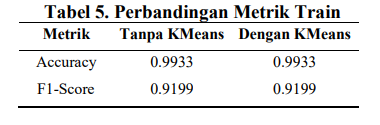 Tabel 5. Perbandingan Metrik Train
Metrik Tanpa KMeans Dengan KMeans
Accuracy 0.9933 0.9933
F1-Score 0.9199 0.9199